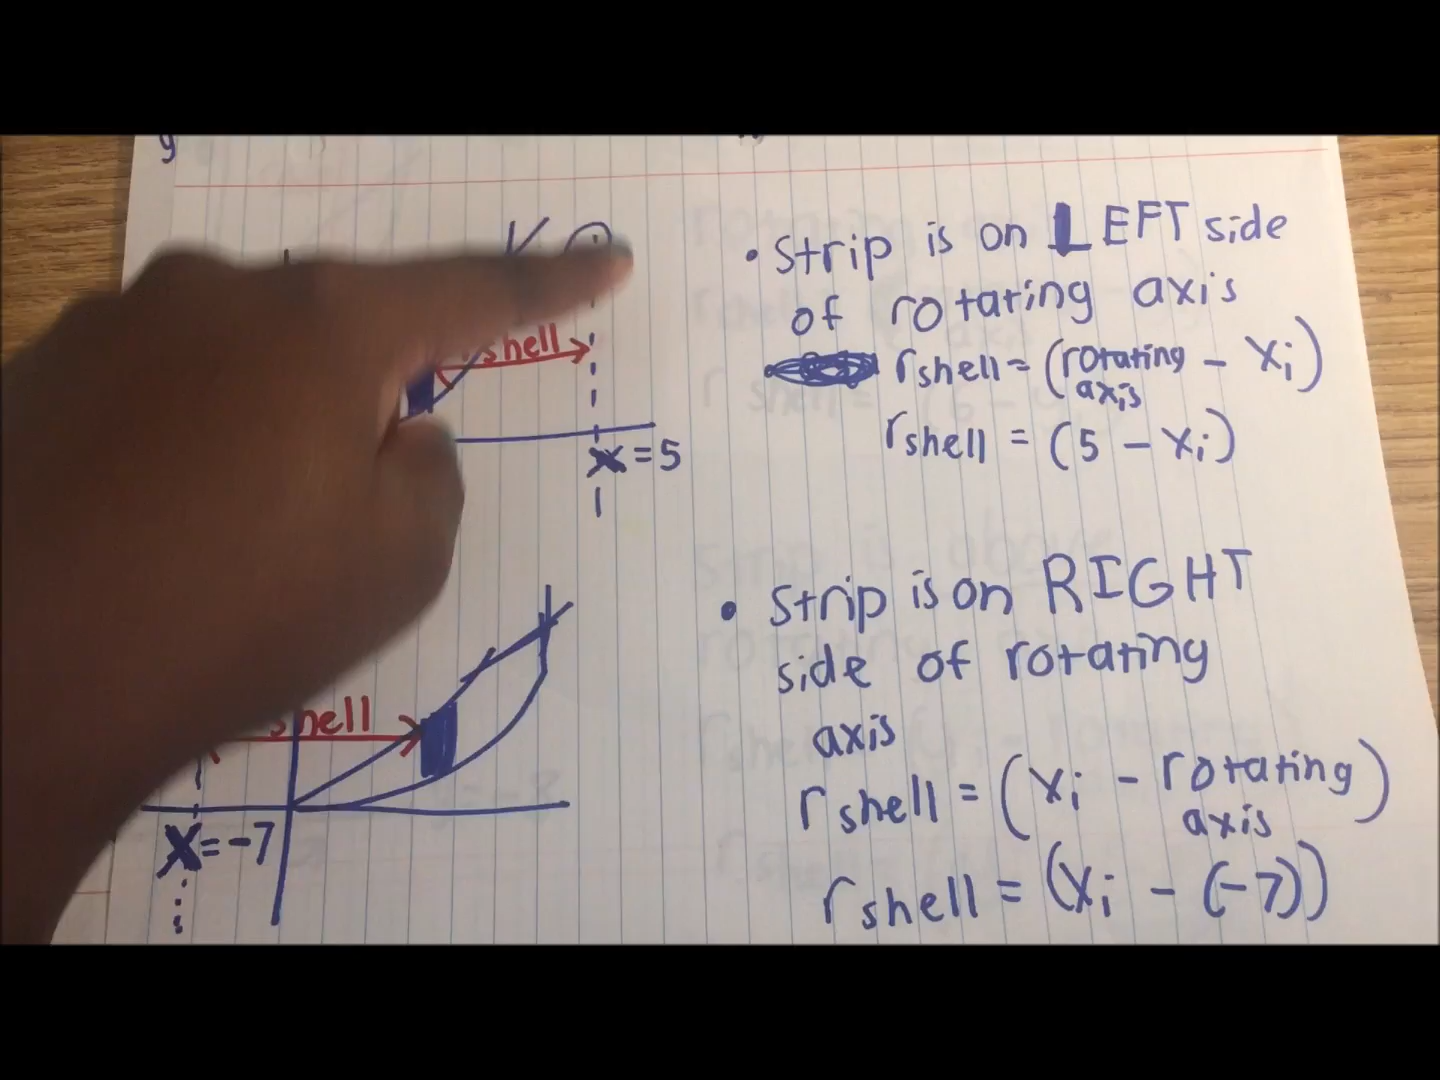 y
shell
x = 5
• Strip is on LEFT side
of rotating axis
rshell = (rotating - xi)
axis
rshell = (5 - xi)
shell
X = -7
• Strip is on RIGHT
side of rotating
axis
rshell = (xi - rotating)
axis
rshell = (xi - (-7))